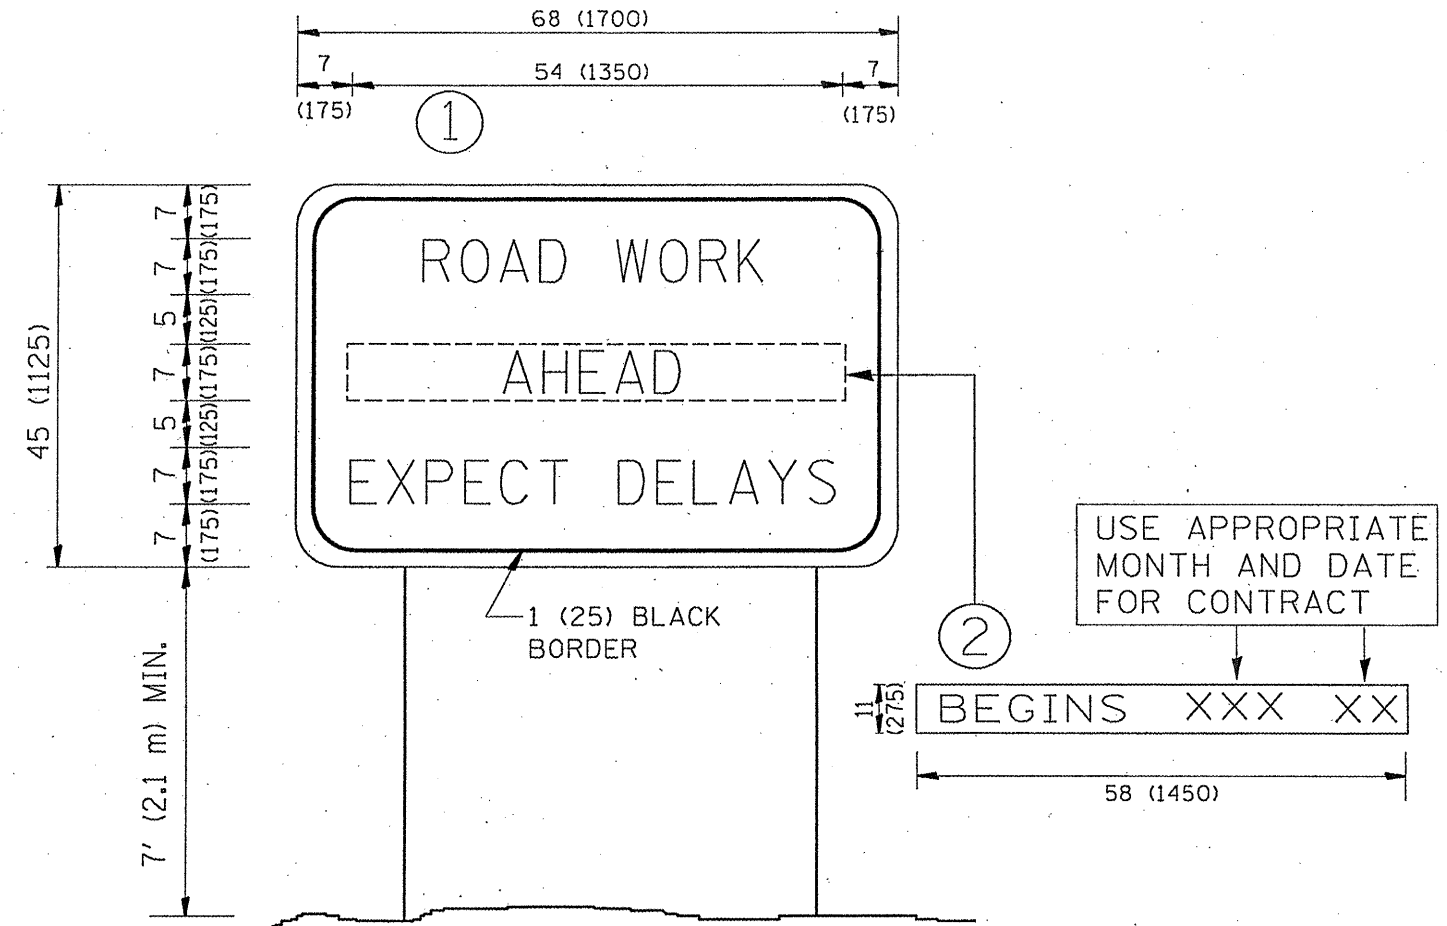 68 (1700)
7
54 (1350)
7
(175)
(175)
1
45 (1125)
7 (175)
7 (175)
5 (125)
7 (175)
5 (125)
7 (175)
7 (175)
ROAD WORK
AHEAD
EXPECT DELAYS
1 (25) BLACK
BORDER
7' (2.1 m) MIN.
2
USE APPROPRIATE
MONTH AND DATE
FOR CONTRACT
11
(275)
BEGINS XXX XX
58 (1450)